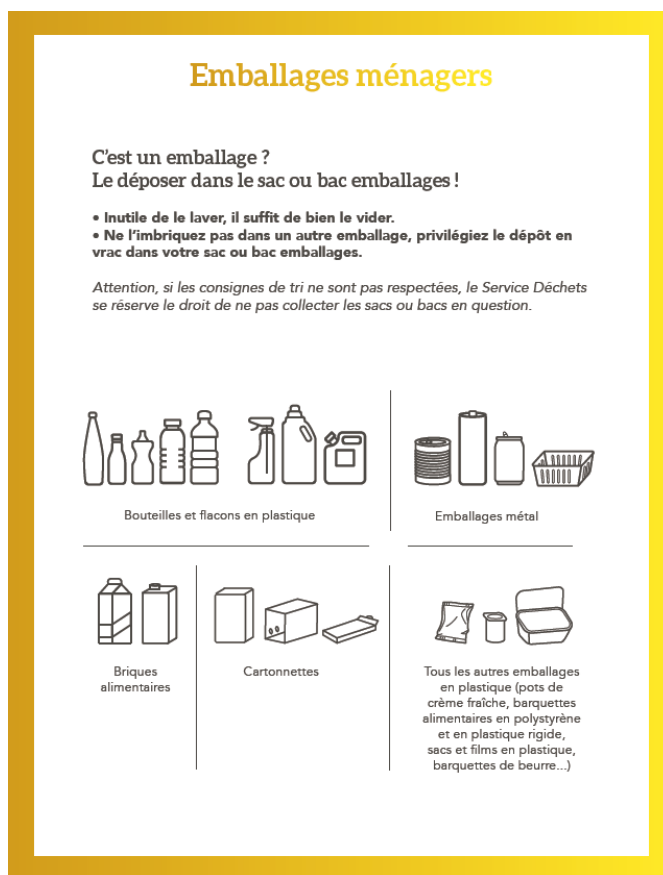 Emballages ménagers
C'est un emballage ?
Le déposer dans le sac ou bac emballages !
• Inutile de le laver, il suffit de bien le vider.
• Ne l'imbriquez pas dans un autre emballage, privilégiez le dépôt en
vrac dans votre sac ou bac emballages.
Attention, si les consignes de tri ne sont pas respectées, le Service Déchets
se réserve le droit de ne pas collecter les sacs ou bacs en question.
Bouteilles et flacons en plastique
Emballages métal
Briques
alimentaires
Cartonnettes
Tous les autres emballages
en plastique (pots de
crème fraîche, barquettes
alimentaires en polystyrène
et en plastique rigide,
sacs et films en plastique,
barquettes de beurre...)